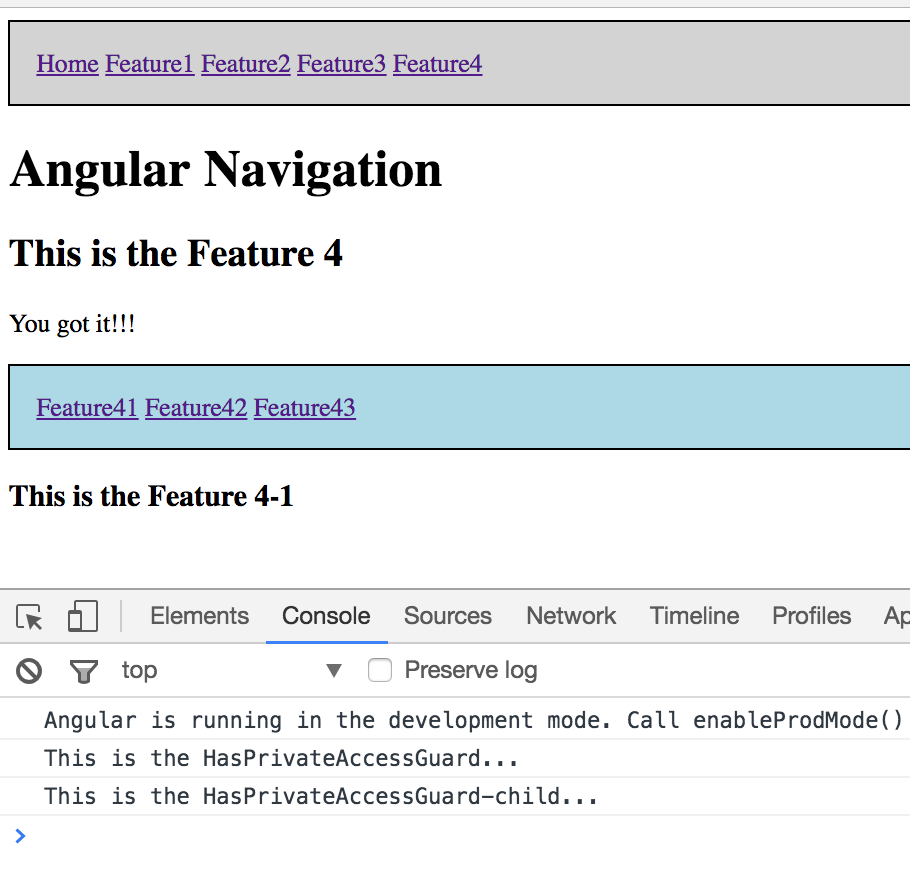 Home Feature1 Feature2 Feature3 Feature4
Angular Navigation
This is the Feature 4
You got it!!!
Feature41 Feature42 Feature43
This is the Feature 4-1
Elements Console Sources Network Timeline Profiles Ap
top Preserve log
Angular is running in the development mode. Call enableProdMode()
This is the HasPrivateAccessGuard...
This is the HasPrivateAccessGuard-child...